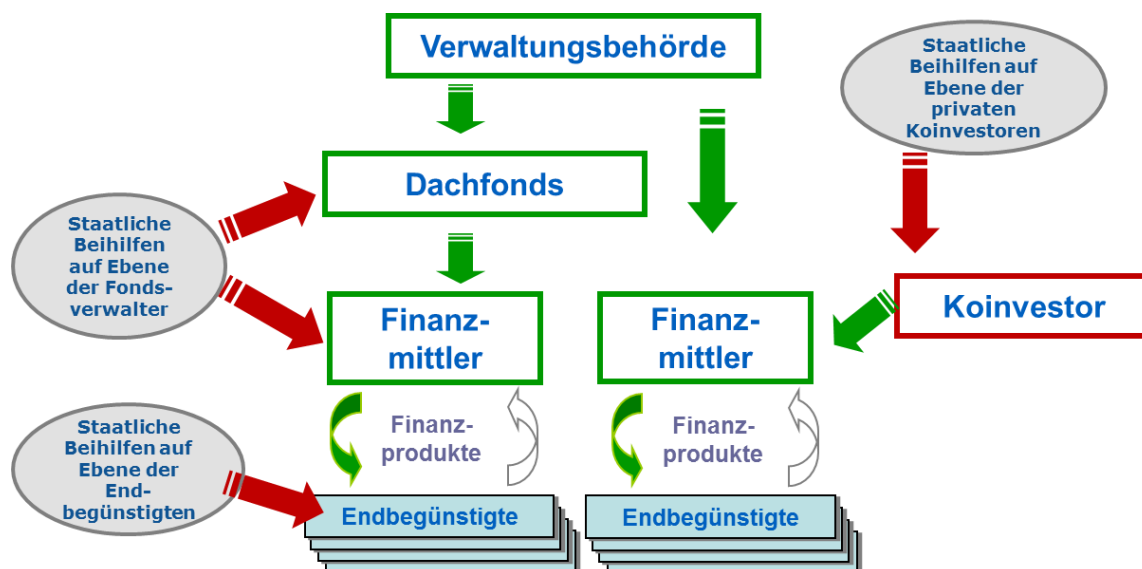 Verwaltungsbehörde
Staatliche
Beihilfen auf
Ebene der
privaten
Koinvestoren
Dachfonds
Staatliche
Beihilfen
auf Ebene
der Fonds-
verwalter
Finanz-
mittler
Finanz-
mittler
Koinvestor
Finanz-
produkte
Finanz-
produkte
Staatliche
Beihilfen auf
Ebene der
End-
begünstigten
Endbegünstigte
Endbegünstigte